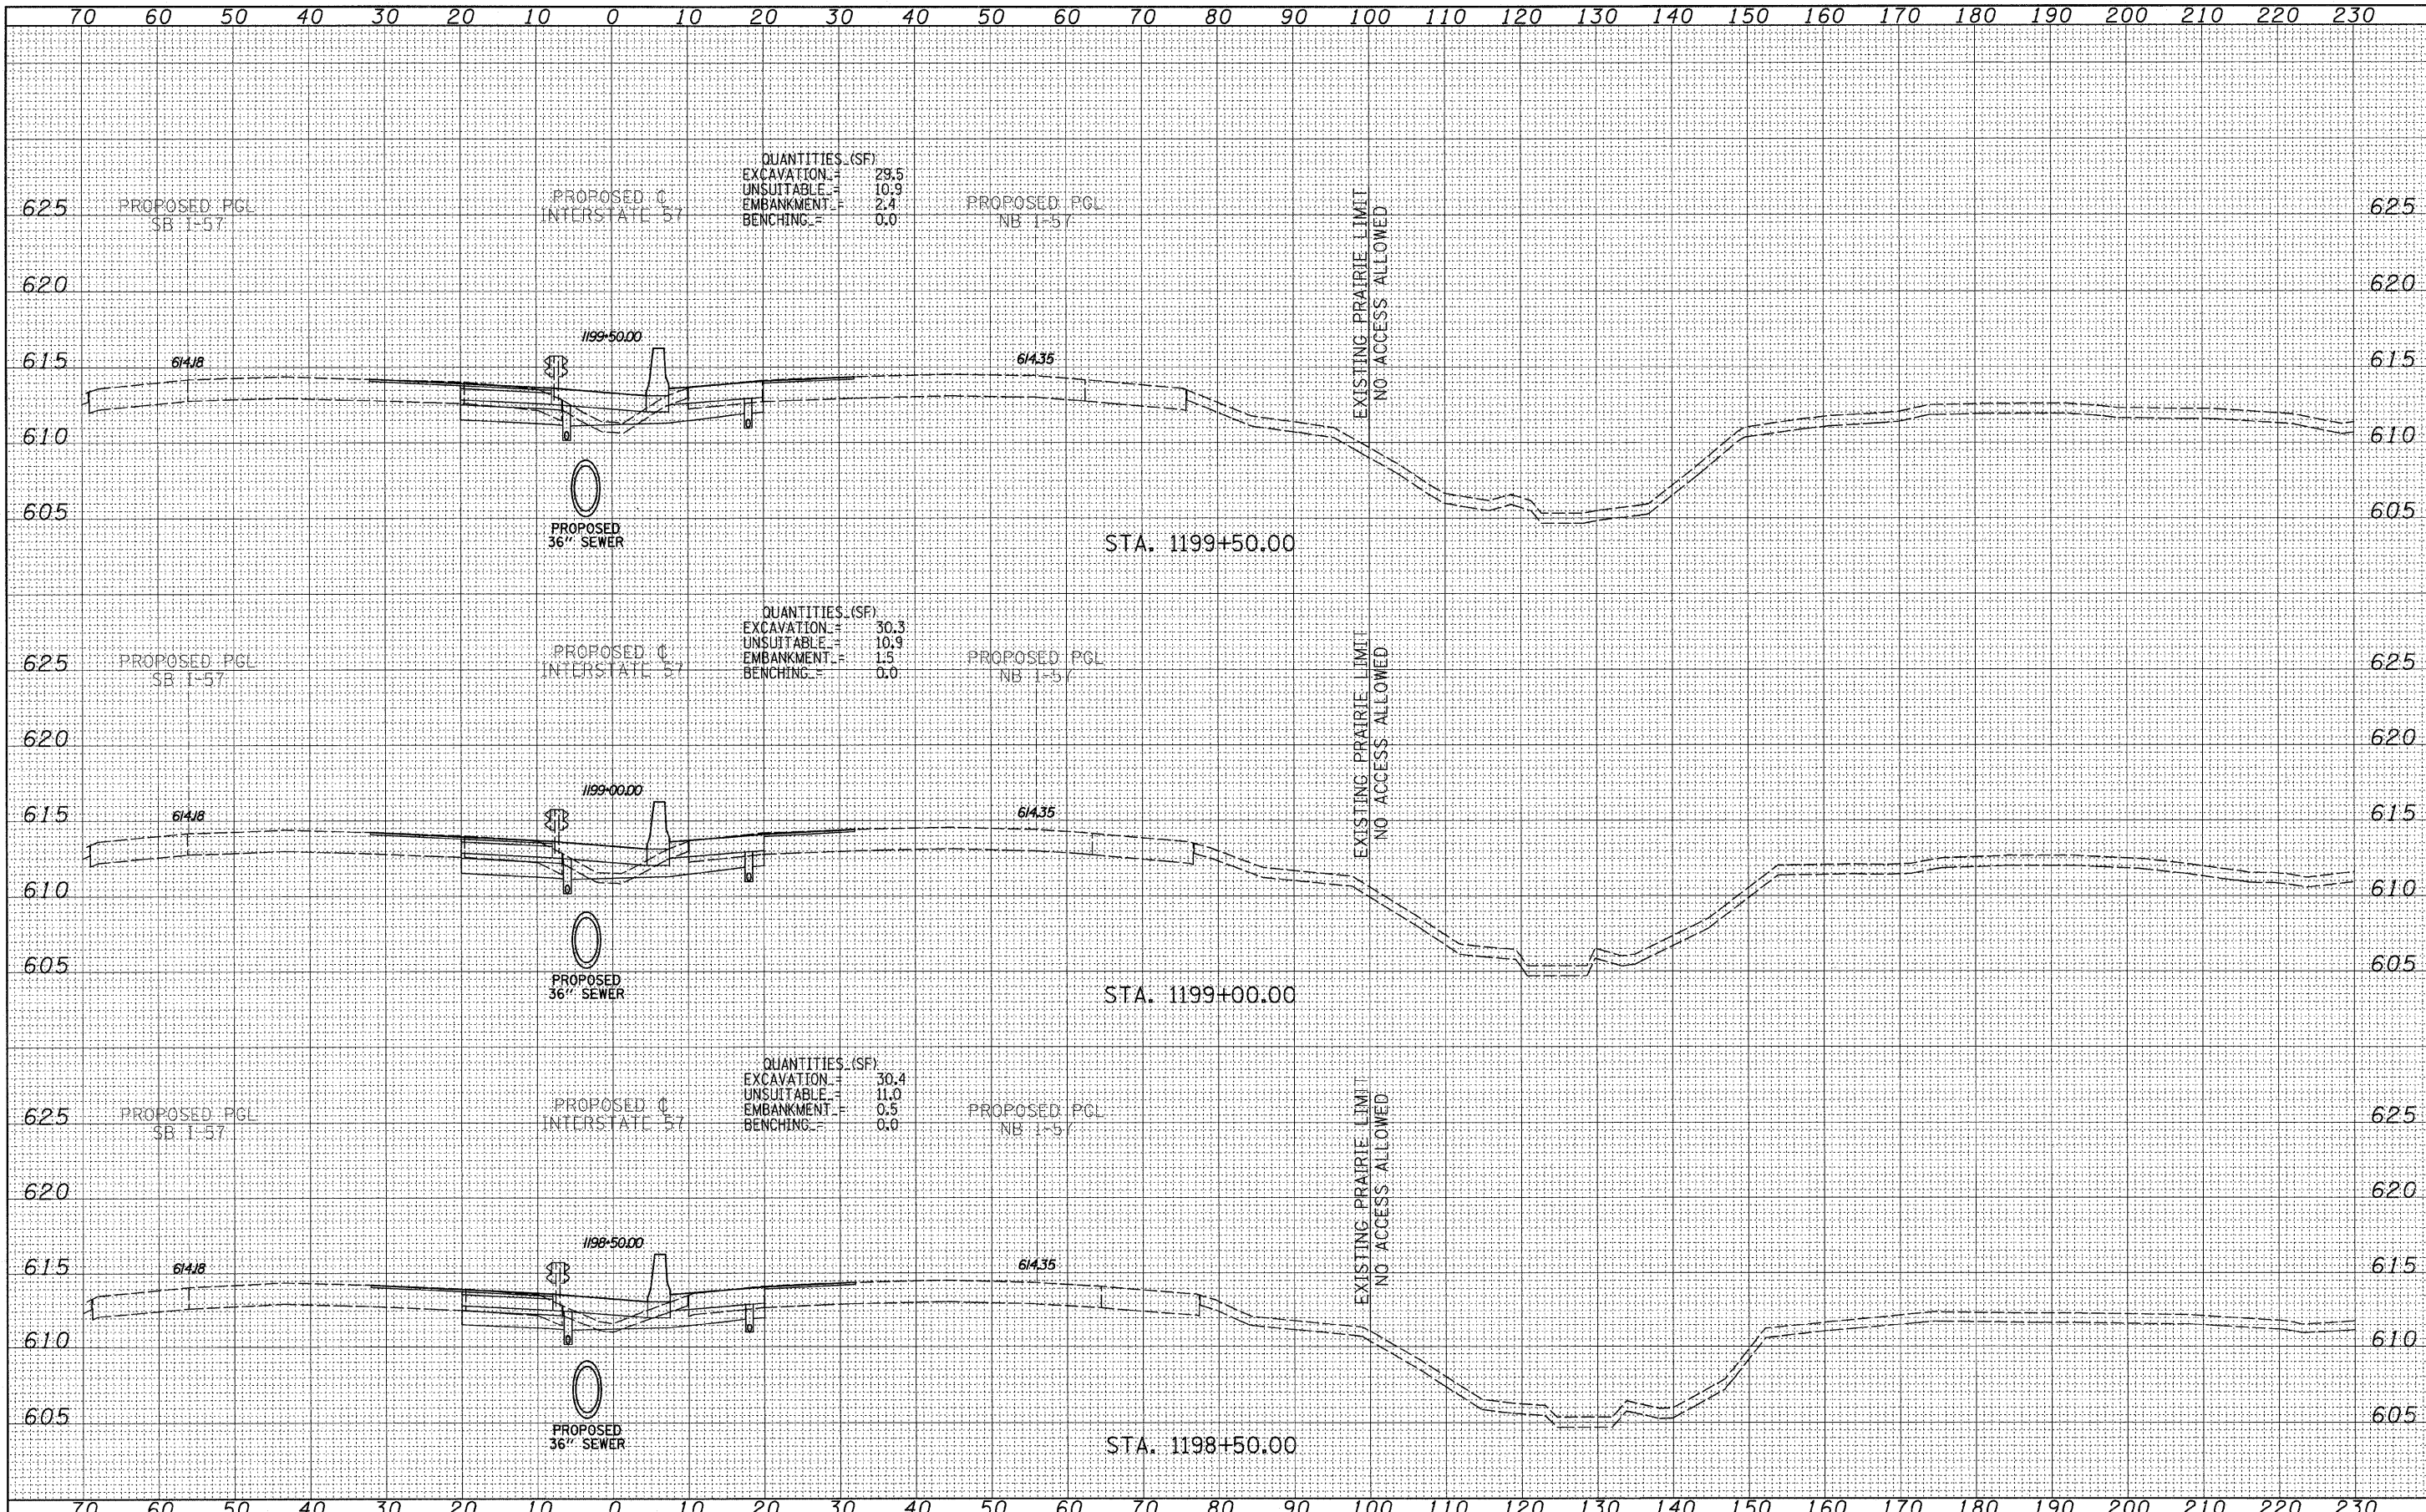 70 60 50 40 30 20 10 0 10 20 30 40 50 60 70 80 90 100 110 120 130 140 150 160 170 180 190 200 210 220 230
QUANTITIES (SF)
EXCAVATION = 29.5
UNSUITABLE = 10.9
EMBANKMENT = 2.4
BENCHING = 0.0
PROPOSED PGL
SB I-57
PROPOSED ℄
INTERSTATE 57
PROPOSED PGL
NB I-57
EXISTING PRAIRIE LIMIT
NO ACCESS ALLOWED
625 625
620 620
1199+50.00
615 614.18 614.35 615
610 610
605 605
PROPOSED
36" SEWER
STA. 1199+50.00
QUANTITIES (SF)
EXCAVATION = 30.3
UNSUITABLE = 10.9
EMBANKMENT = 1.5
BENCHING = 0.0
PROPOSED PGL
SB I-57
PROPOSED ℄
INTERSTATE 57
PROPOSED PGL
NB I-57
EXISTING PRAIRIE LIMIT
NO ACCESS ALLOWED
625 625
620 620
1199+00.00
615 614.18 614.35 615
610 610
605 605
PROPOSED
36" SEWER
STA. 1199+00.00
QUANTITIES (SF)
EXCAVATION = 30.4
UNSUITABLE = 11.0
EMBANKMENT = 0.5
BENCHING = 0.0
PROPOSED PGL
SB I-57
PROPOSED ℄
INTERSTATE 57
PROPOSED PGL
NB I-57
EXISTING PRAIRIE LIMIT
NO ACCESS ALLOWED
625 625
620 620
1198+50.00
615 614.18 614.35 615
610 610
605 605
PROPOSED
36" SEWER
STA. 1198+50.00
70 60 50 40 30 20 10 0 10 20 30 40 50 60 70 80 90 100 110 120 130 140 150 160 170 180 190 200 210 220 230